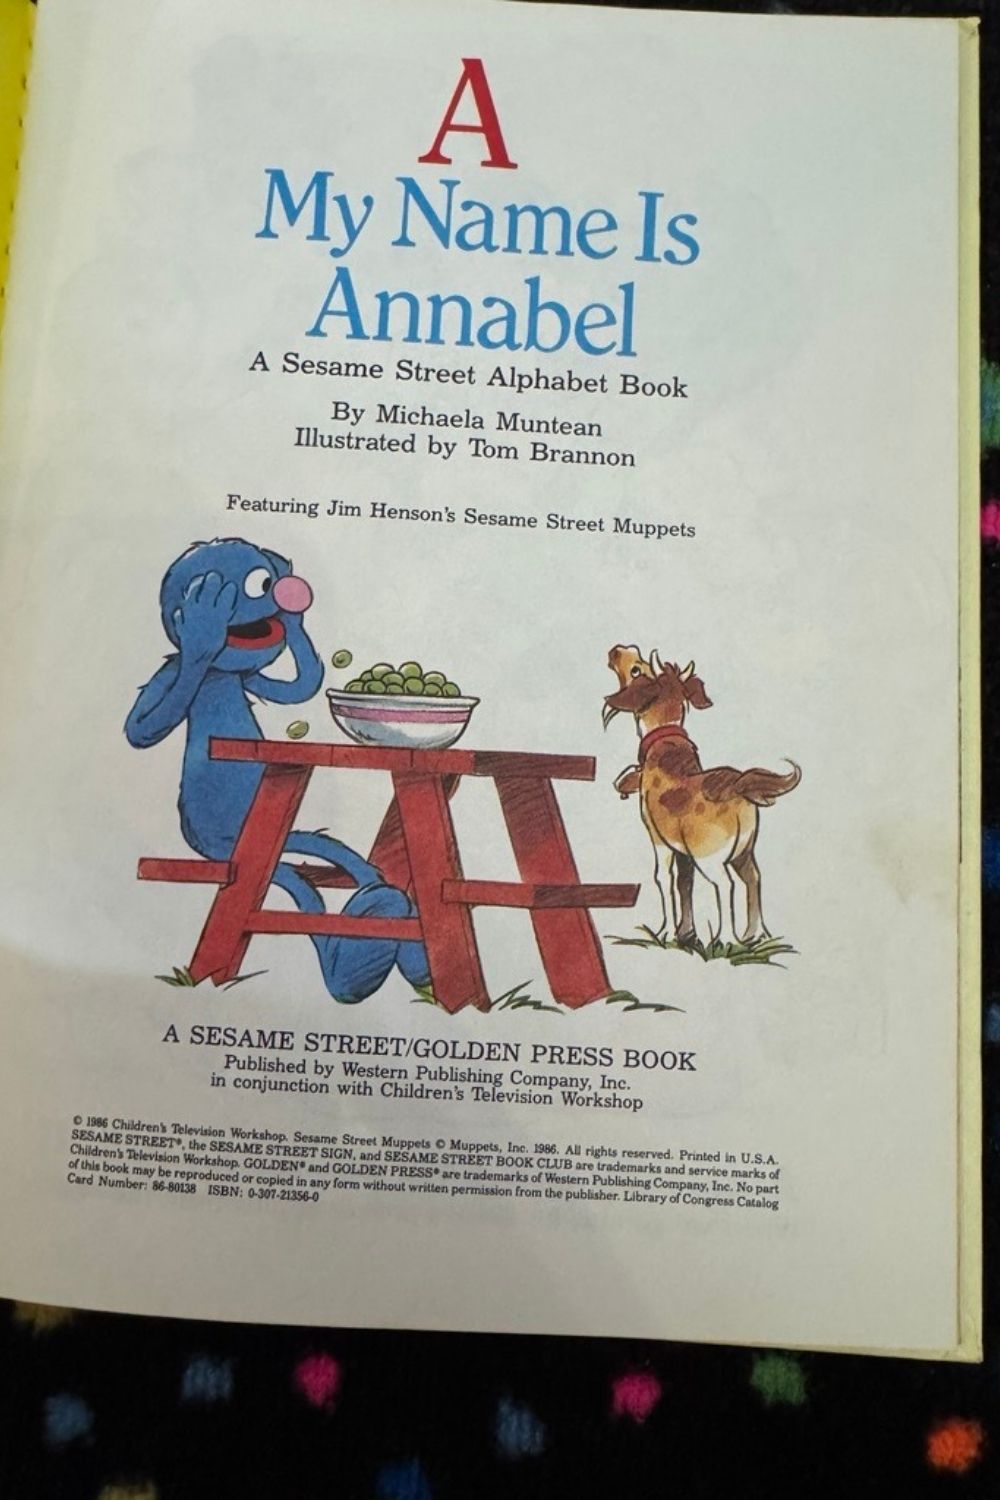 A
My Name Is
Annabel
A Sesame Street Alphabet Book
By Michaela Muntean
Illustrated by Tom Brannon
Featuring Jim Henson's Sesame Street Muppets
A SESAME STREET/GOLDEN PRESS BOOK
Published by Western Publishing Company, Inc.
in conjunction with Children's Television Workshop
© 1986 Children's Television Workshop. Sesame Street Muppets © Muppets, Inc. 1986. All rights reserved. Printed in U.S.A.
SESAME STREET®, the SESAME STREET SIGN, and SESAME STREET BOOK CLUB are trademarks and service marks of
Children's Television Workshop. GOLDEN® and GOLDEN PRESS® are trademarks of Western Publishing Company, Inc. No part
of this book may be reproduced or copied in any form without written permission from the publisher. Library of Congress Catalog
Card Number: 86-80138 ISBN: 0-307-21356-0